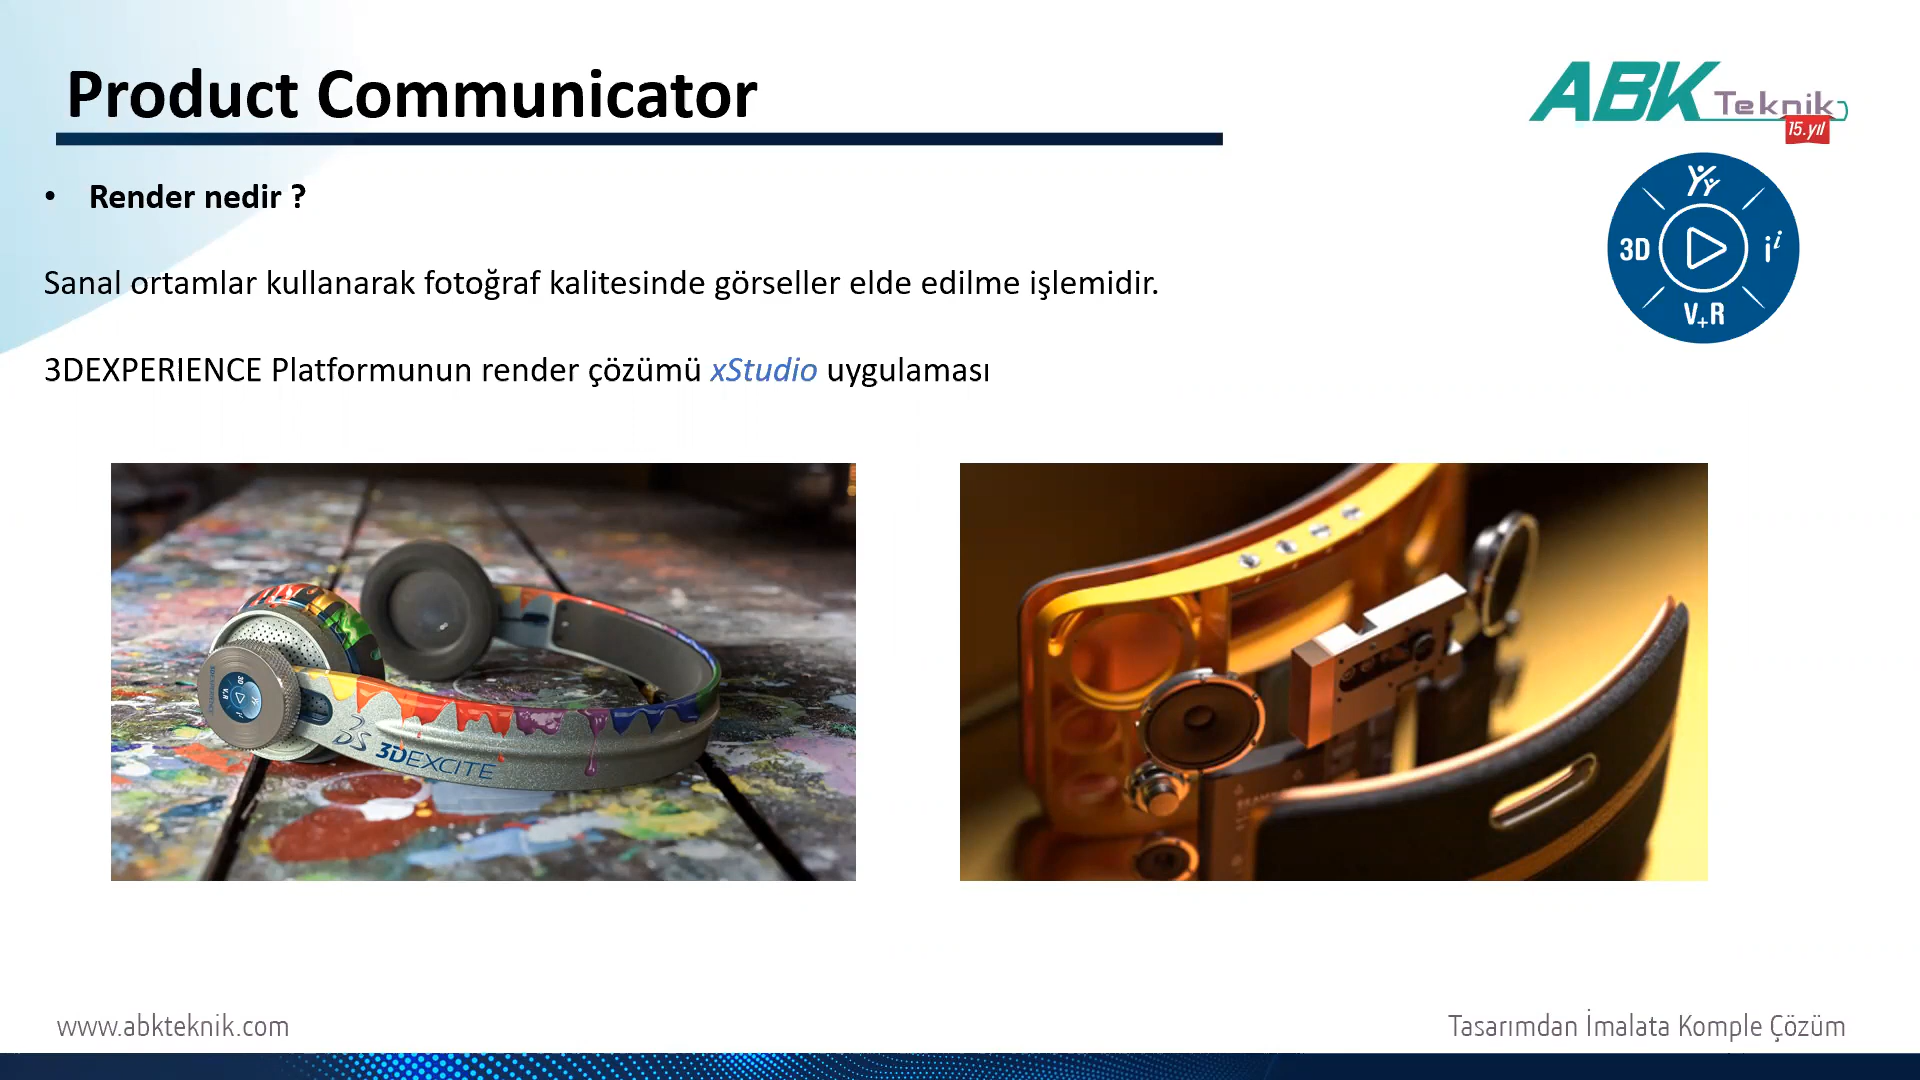 Product Communicator
ABK Teknik
15.yıl
• Render nedir ?
3D
V+R
Sanal ortamlar kullanarak fotoğraf kalitesinde görseller elde edilme işlemidir.
3DEXPERIENCE Platformunun render çözümü xStudio uygulaması
3DEXCITE
www.abkteknik.com
Tasarımdan İmalata Komple Çözüm